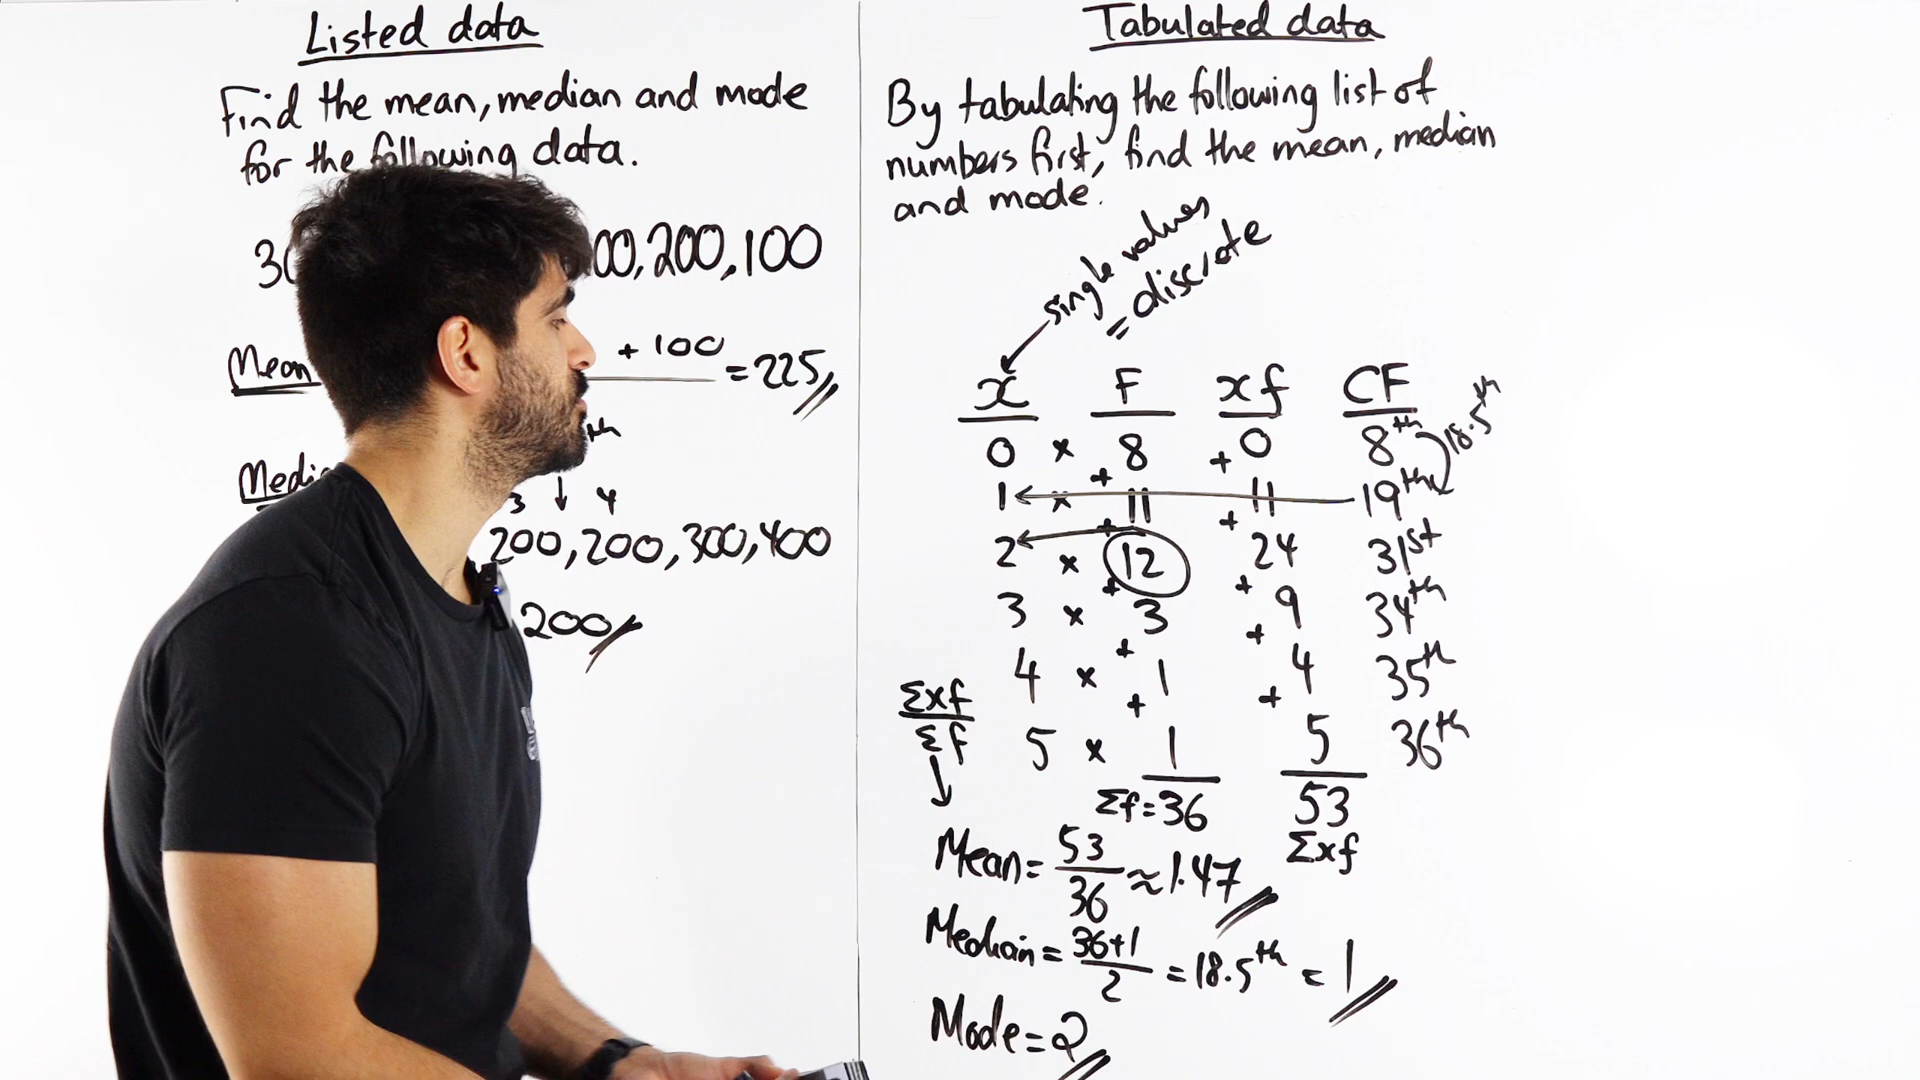 Listed data
Find the mean, median and mode
for the following data.
00, 200, 100
Mean
+ 100
= 225
th
3 ↓ 4
200, 200, 300, 400
200
Tabulated data
By tabulating the following list of
numbers first, find the mean, median
and mode.
single values
= discrete
x F xf CF
0 × 8 + 0 8th
18.5th
1 × 11 + 11 19th
2 × 12 + 24 31st
3 × 3 + 9 34th
4 × 1 + 4 35th
5 × 1 5 36th
Σxf
Σf
↓
Σf=36 53
Σxf
Mean = 53/36 ≈ 1.47
Median = 36+1/2 = 18.5th = 1
Mode = 2